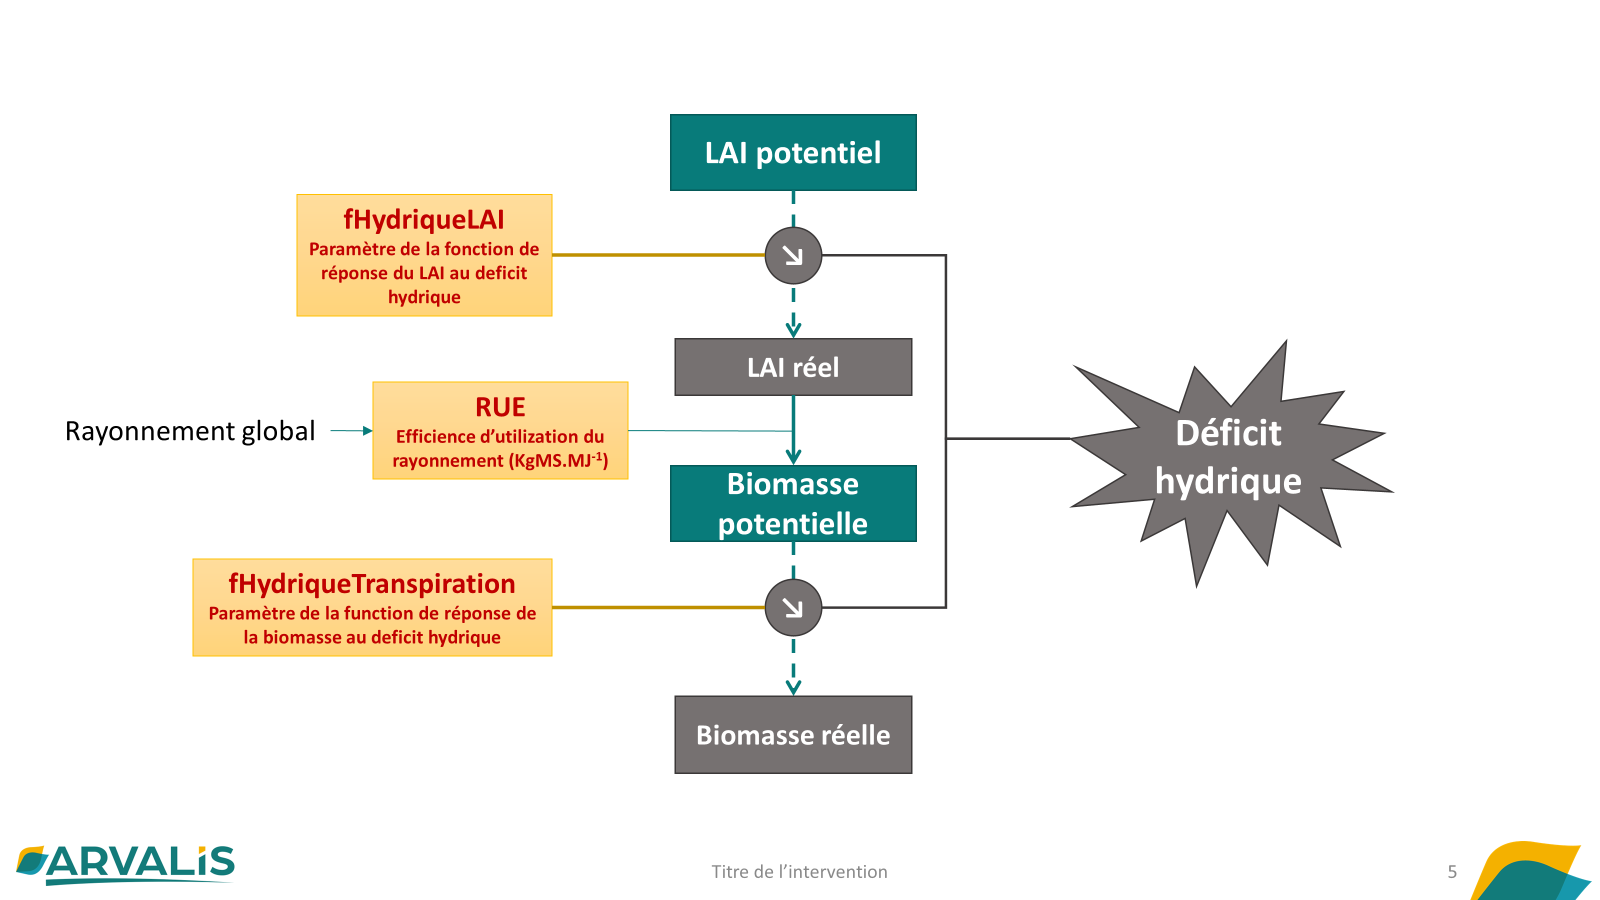 LAI potentiel
fHydriqueLAI
Paramètre de la fonction de
réponse du LAI au deficit
hydrique
LAI réel
RUE
Efficience d’utilization du
rayonnement (KgMS.MJ⁻¹)
Rayonnement global
Déficit
hydrique
Biomasse
potentielle
fHydriqueTranspiration
Paramètre de la function de réponse de
la biomasse au deficit hydrique
Biomasse réelle
ARVALiS
Titre de l’intervention
5